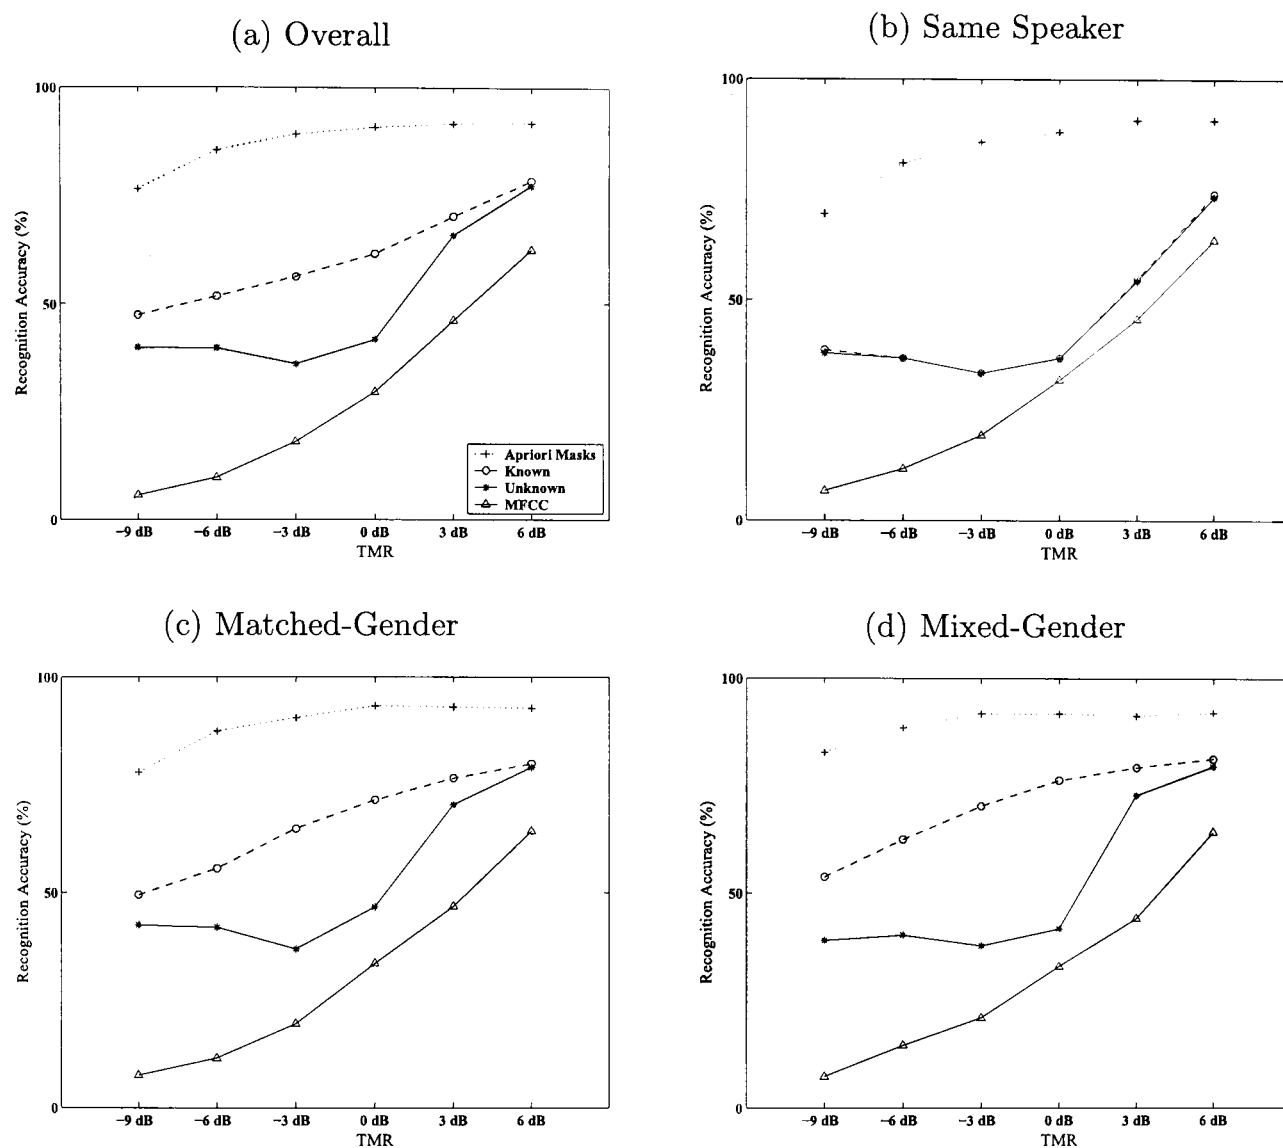 (a) Overall
100
50
0
Recognition Accuracy (%)
−9 dB −6 dB −3 dB 0 dB 3 dB 6 dB
TMR
Apriori Masks
Known
Unknown
MFCC
(b) Same Speaker
100
50
0
Recognition Accuracy (%)
−9 dB −6 dB −3 dB 0 dB 3 dB 6 dB
TMR
(c) Matched-Gender
100
50
0
Recognition Accuracy (%)
−9 dB −6 dB −3 dB 0 dB 3 dB 6 dB
TMR
(d) Mixed-Gender
100
50
0
Recognition Accuracy (%)
−9 dB −6 dB −3 dB 0 dB 3 dB 6 dB
TMR